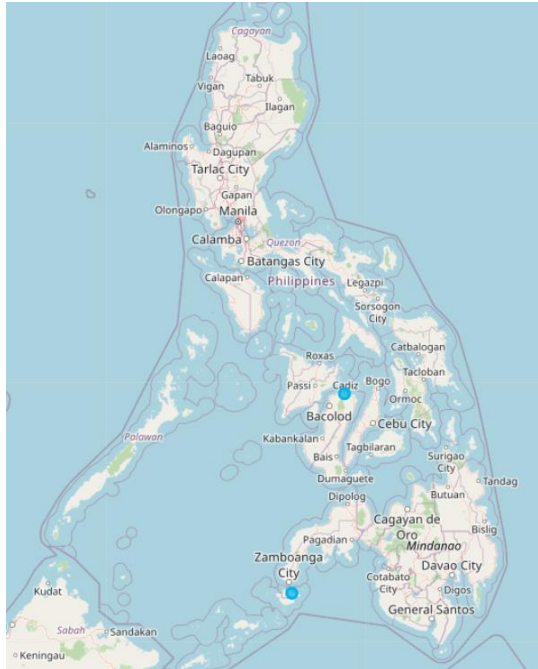 Cagayan
Laoag
Vigan
Tabuk
Ilagan
Baguio
Alaminos
Dagupan
Tarlac City
Gapan
Olongapo
Manila
Calamba
Quezon
Batangas City
Calapan
Philippines
Legazpi
Sorsogon
City
Catbalogan
Roxas
Tacloban
Passi
Cadiz
Bogo
Ormoc
Bacolod
Cebu City
Kabankalan
Tagbilaran
Palawan
Bais
Surigao
City
Dumaguete
Tandag
Dipolog
Butuan
Cagayan de
Oro
Bislig
Pagadian
Mindanao
Zamboanga
City
Davao City
Cotabato
City
Digos
Kudat
General Santos
Sabah
Sandakan
Keningau